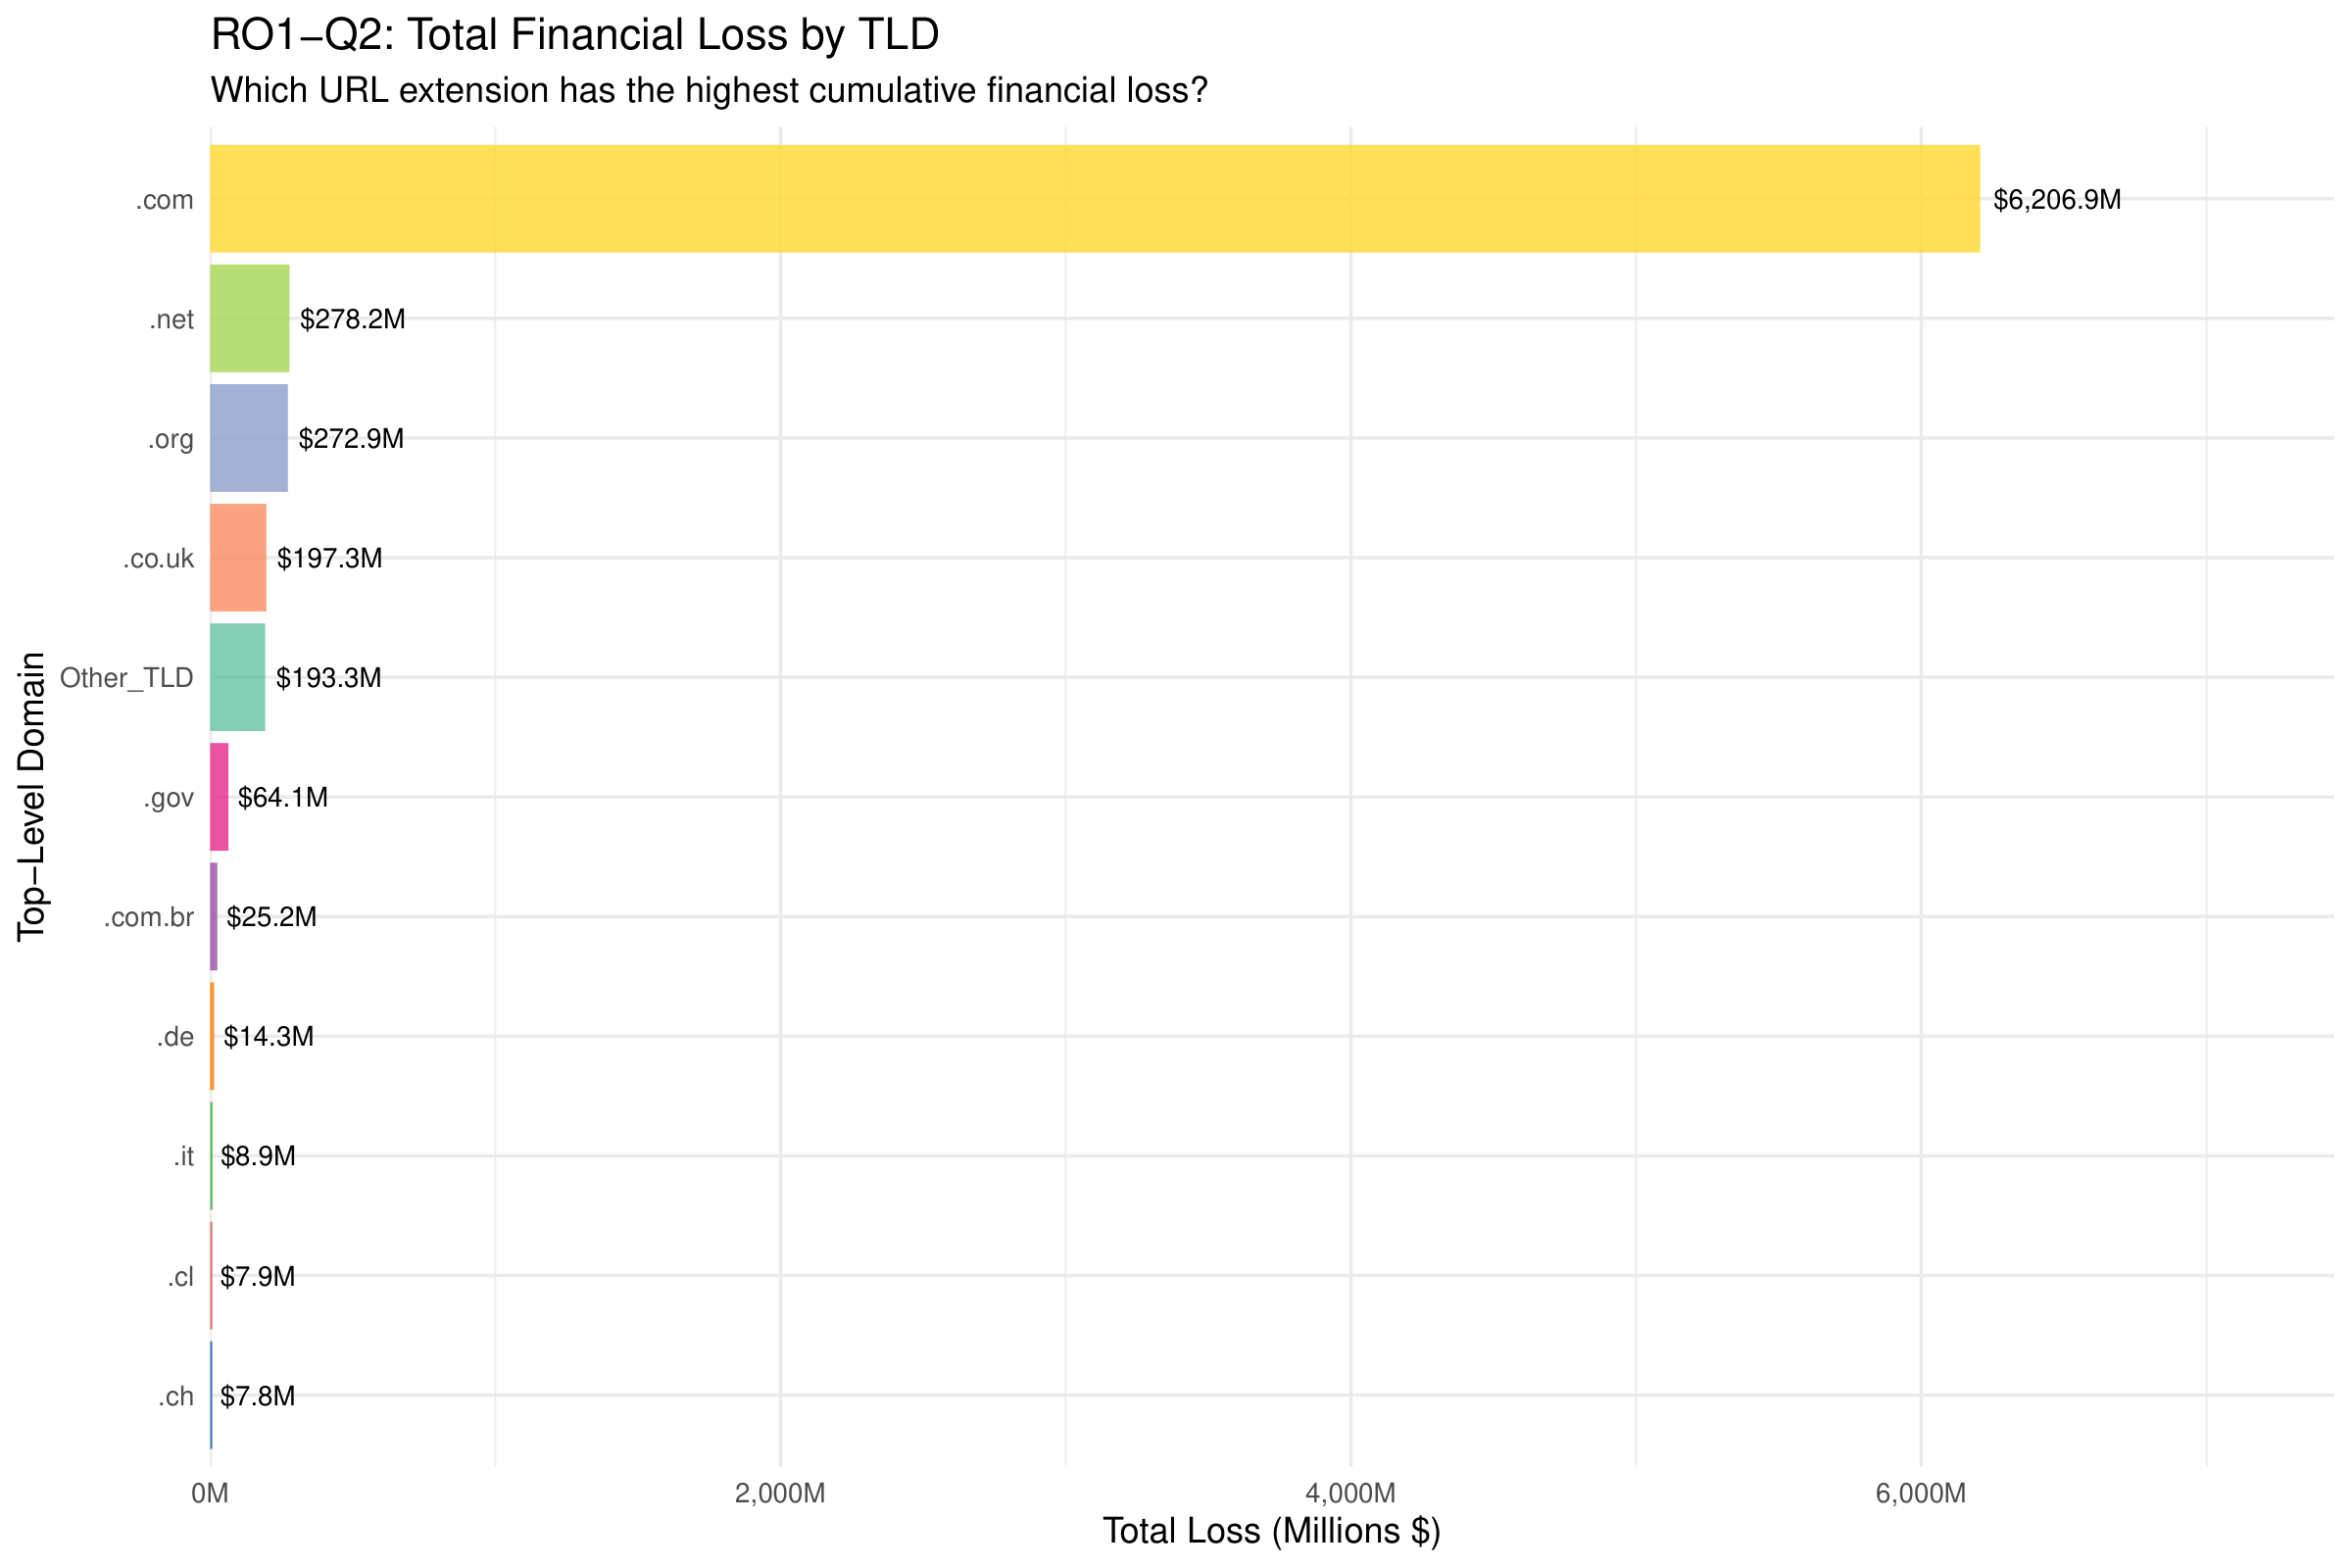 RO1−Q2: Total Financial Loss by TLD
Which URL extension has the highest cumulative financial loss?
.com
$6,206.9M
.net
$278.2M
.org
$272.9M
.co.uk
$197.3M
Other_TLD
$193.3M
.gov
$64.1M
.com.br
$25.2M
.de
$14.3M
.it
$8.9M
.cl
$7.9M
.ch
$7.8M
Top−Level Domain
0M
2,000M
4,000M
6,000M
Total Loss (Millions $)